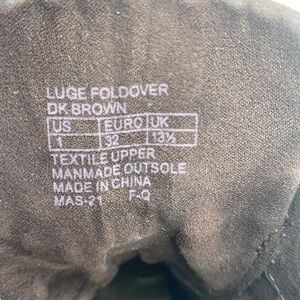 LUGE FOLDOVER
DK BROWN
US EURO UK
1 32 13½
TEXTILE UPPER
MANMADE OUTSOLE
MADE IN CHINA
MAS-21 F-Q